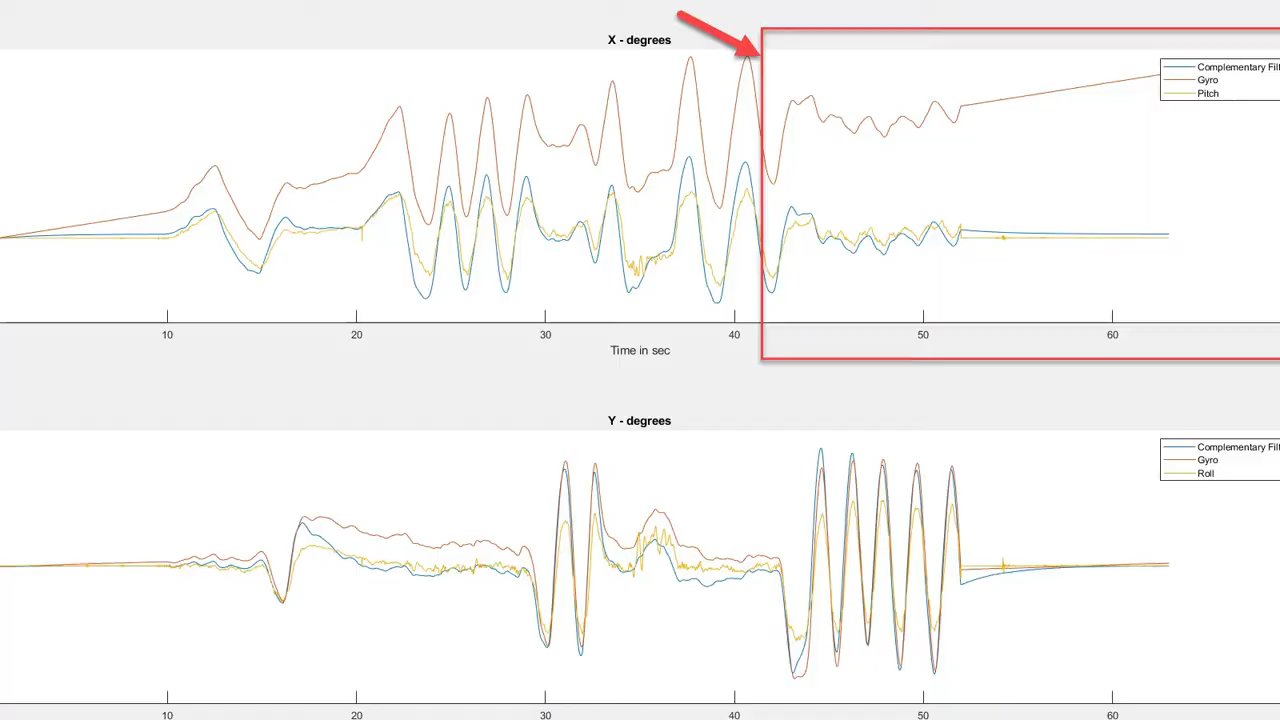 X - degrees
Complementary Filt
Gyro
Pitch
10 20 30 40 50 60
Time in sec
Y - degrees
Complementary Filt
Gyro
Roll
10 20 30 40 50 60